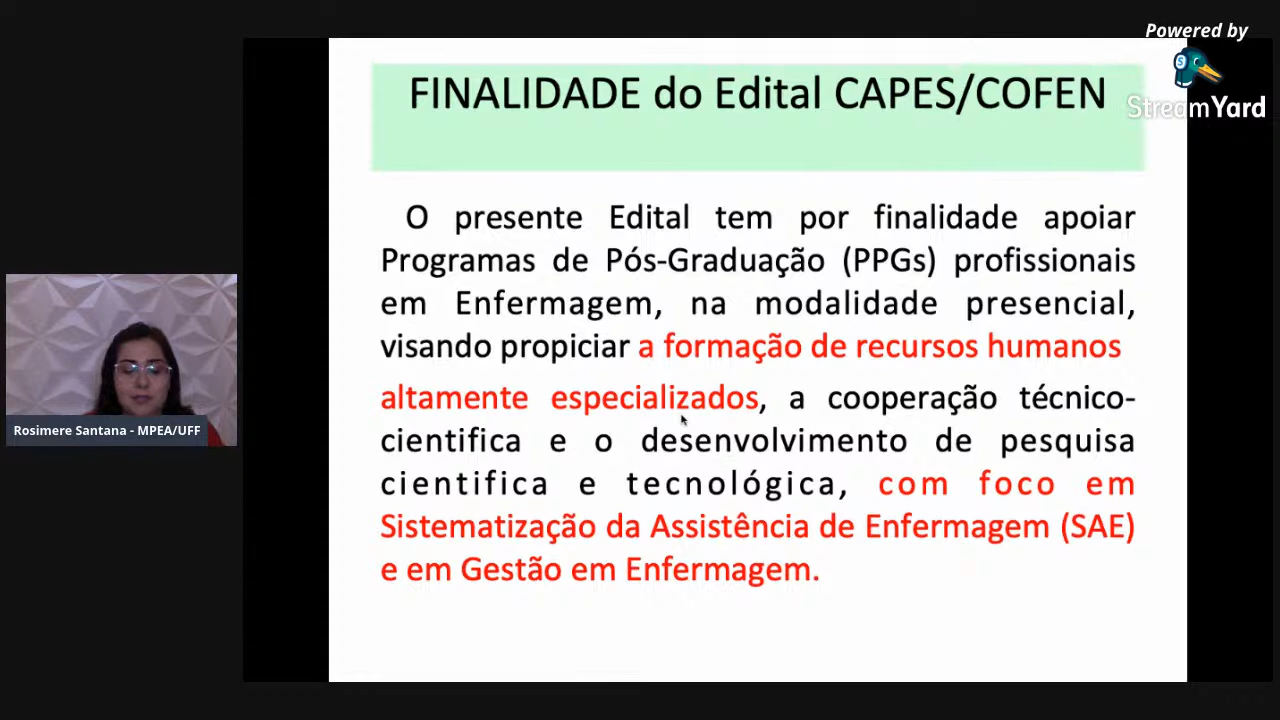 Powered by
StreamYard
FINALIDADE do Edital CAPES/COFEN
O presente Edital tem por finalidade apoiar
Programas de Pós-Graduação (PPGs) profissionais
em Enfermagem, na modalidade presencial,
visando propiciar a formação de recursos humanos
altamente especializados, a cooperação técnico-
cientifica e o desenvolvimento de pesquisa
cientifica e tecnológica, com foco em
Sistematização da Assistência de Enfermagem (SAE)
e em Gestão em Enfermagem.
Rosimere Santana - MPEA/UFF